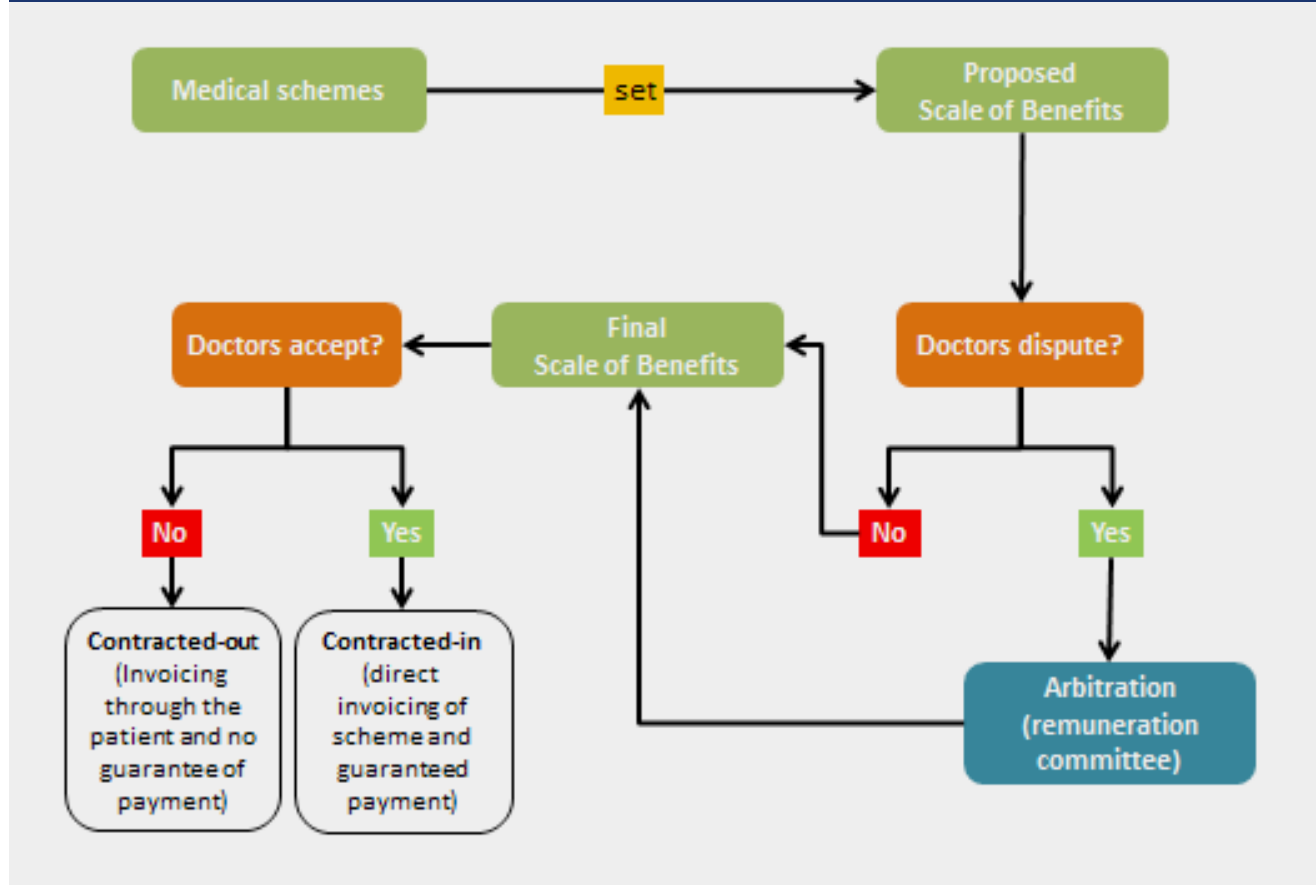 Medical schemes
set
Proposed
Scale of Benefits
Doctors accept?
Final
Scale of Benefits
Doctors dispute?
No
Yes
No
Yes
Contracted-out
(Invoicing
through the
patient and no
guarantee of
payment)
Contracted-in
(direct
invoicing of
scheme and
guaranteed
payment)
Arbitration
(remuneration
committee)